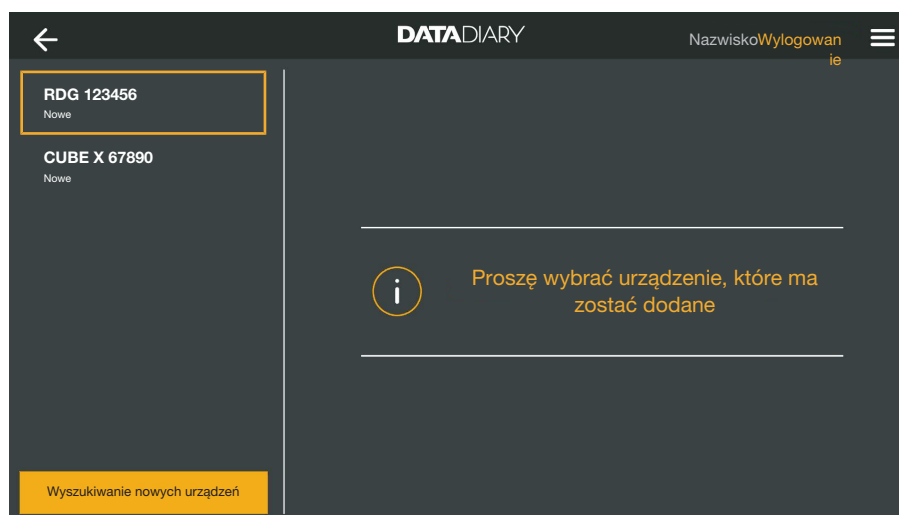 DATADIARY
NazwiskoWylogowan
ie
RDG 123456
Nowe
CUBE X 67890
Nowe
Proszę wybrać urządzenie, które ma
zostać dodane
Wyszukiwanie nowych urządzeń